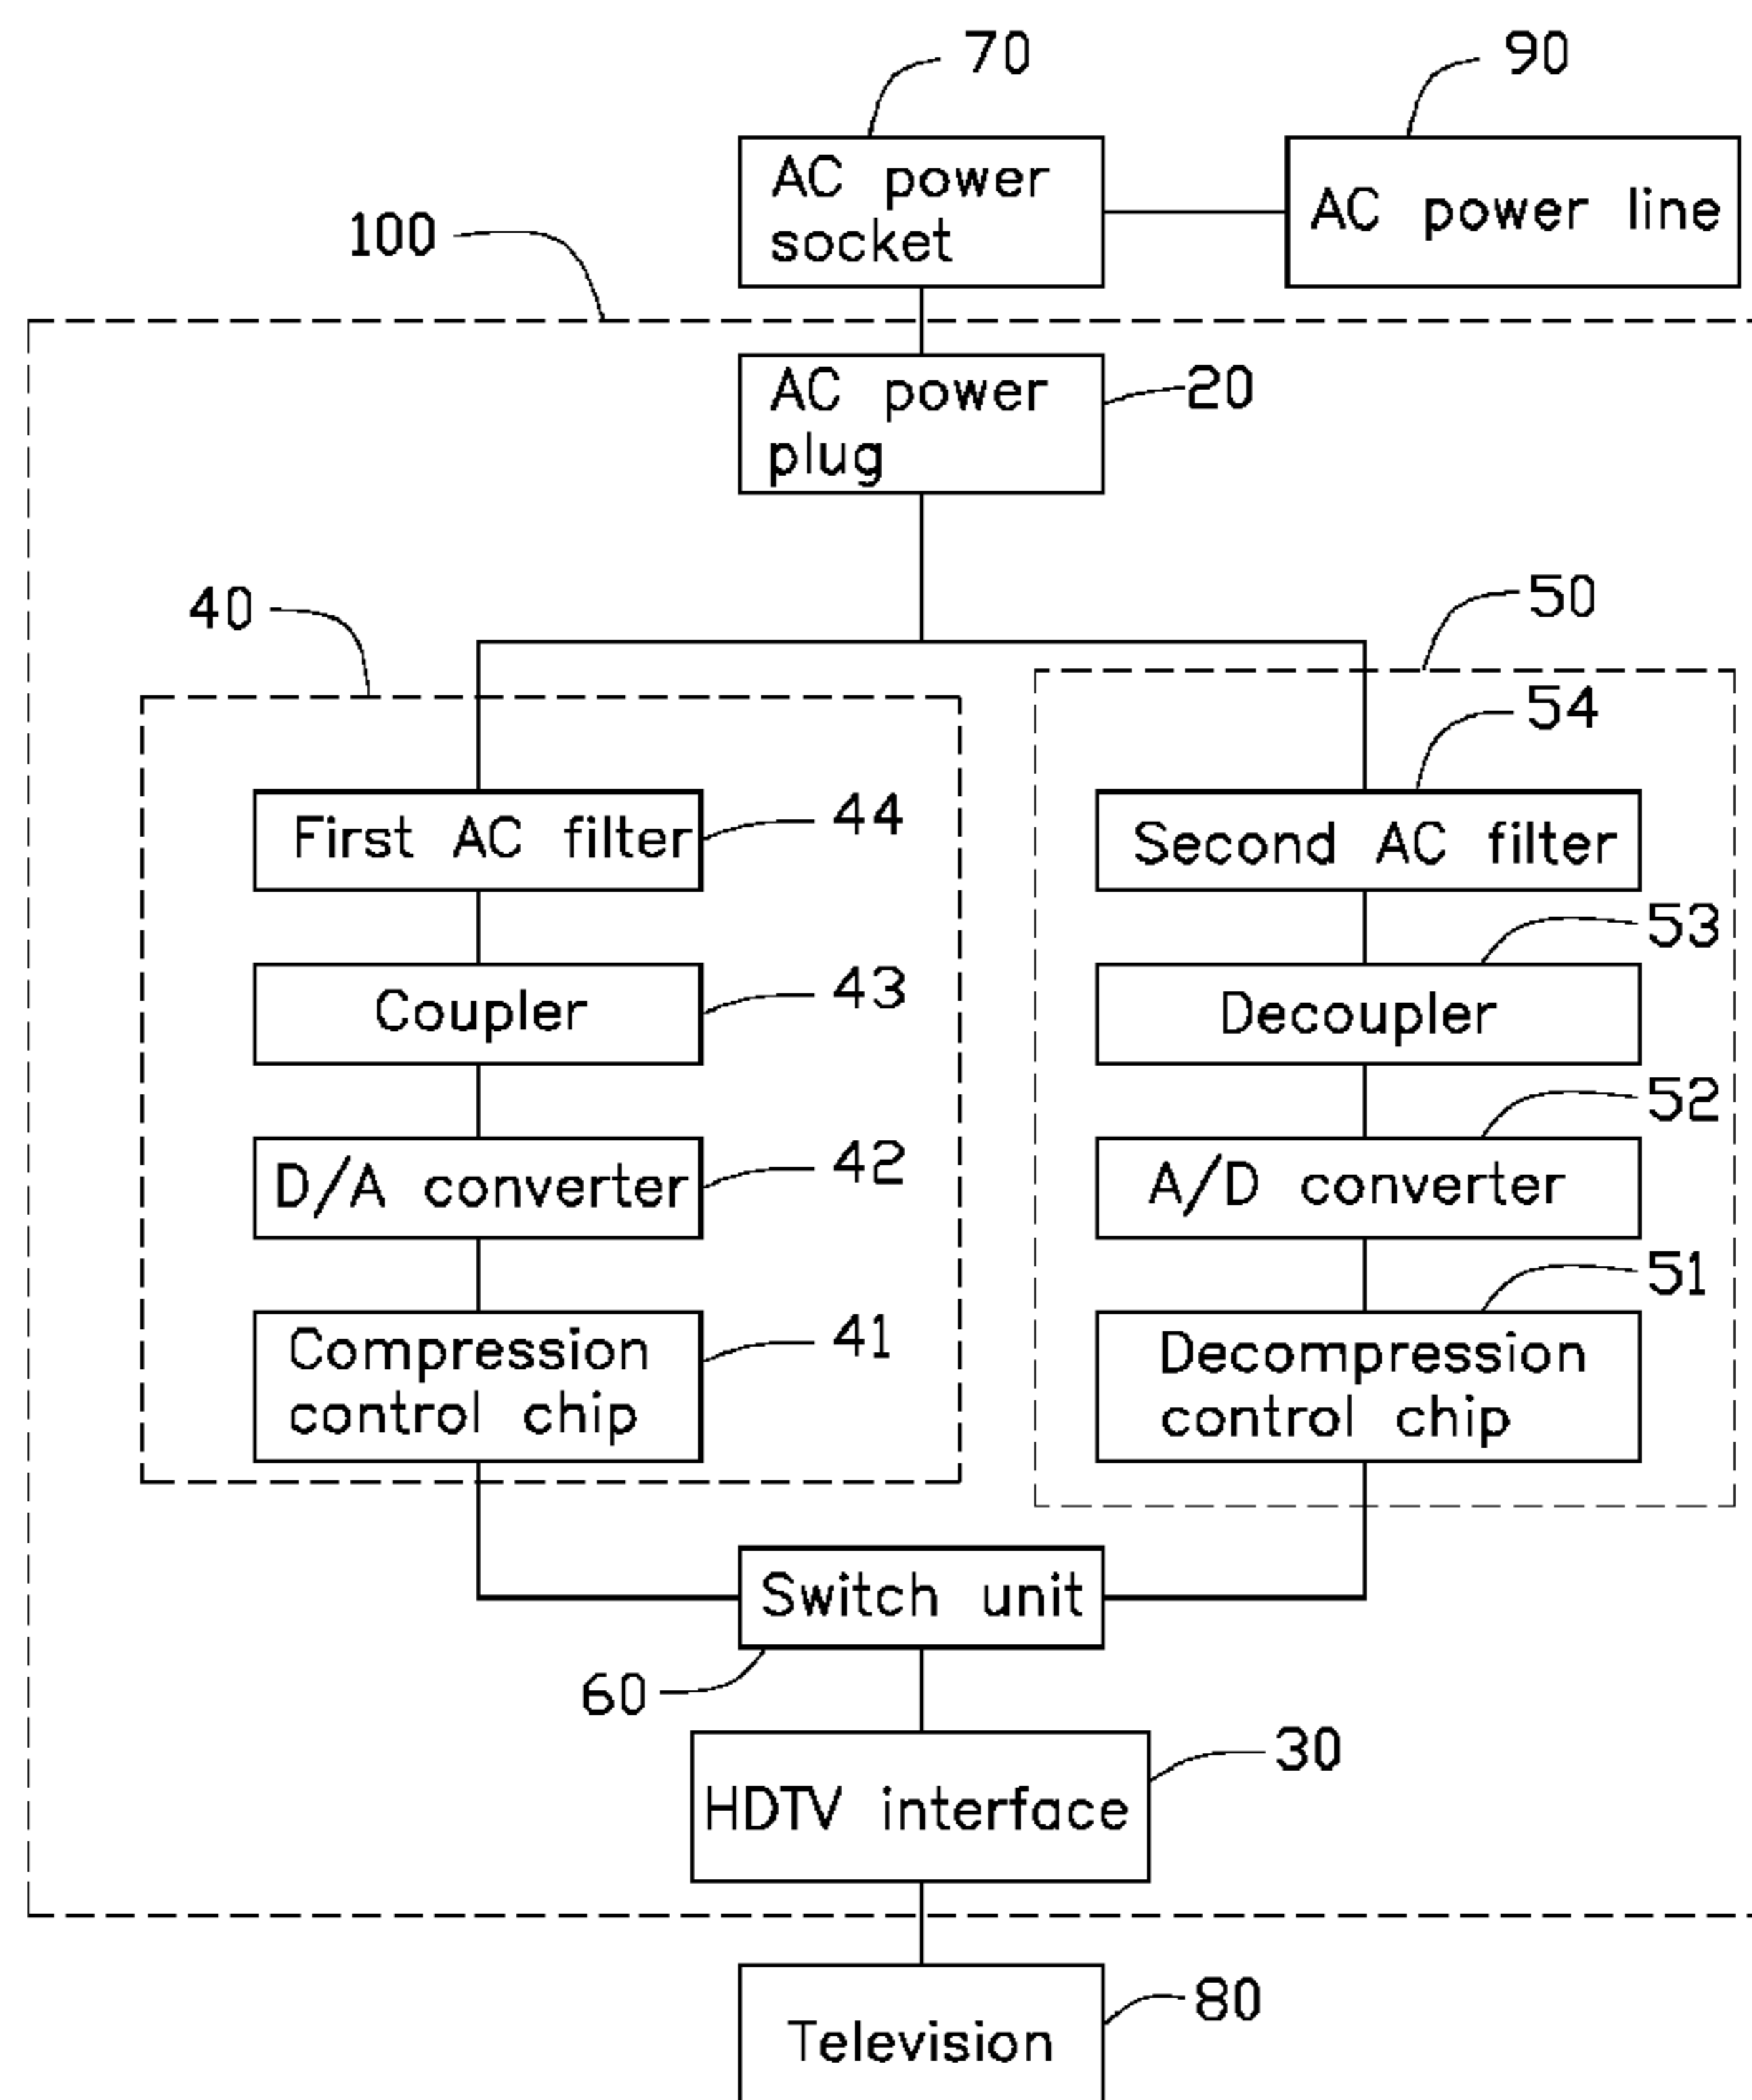 70
90
AC power
socket
AC power line
100
AC power
plug
20
40
50
54
First AC filter
44
Second AC filter
53
Coupler
43
Decoupler
52
D/A converter
42
A/D converter
51
Compression
control chip
41
Decompression
control chip
Switch unit
60
30
HDTV interface
80
Television